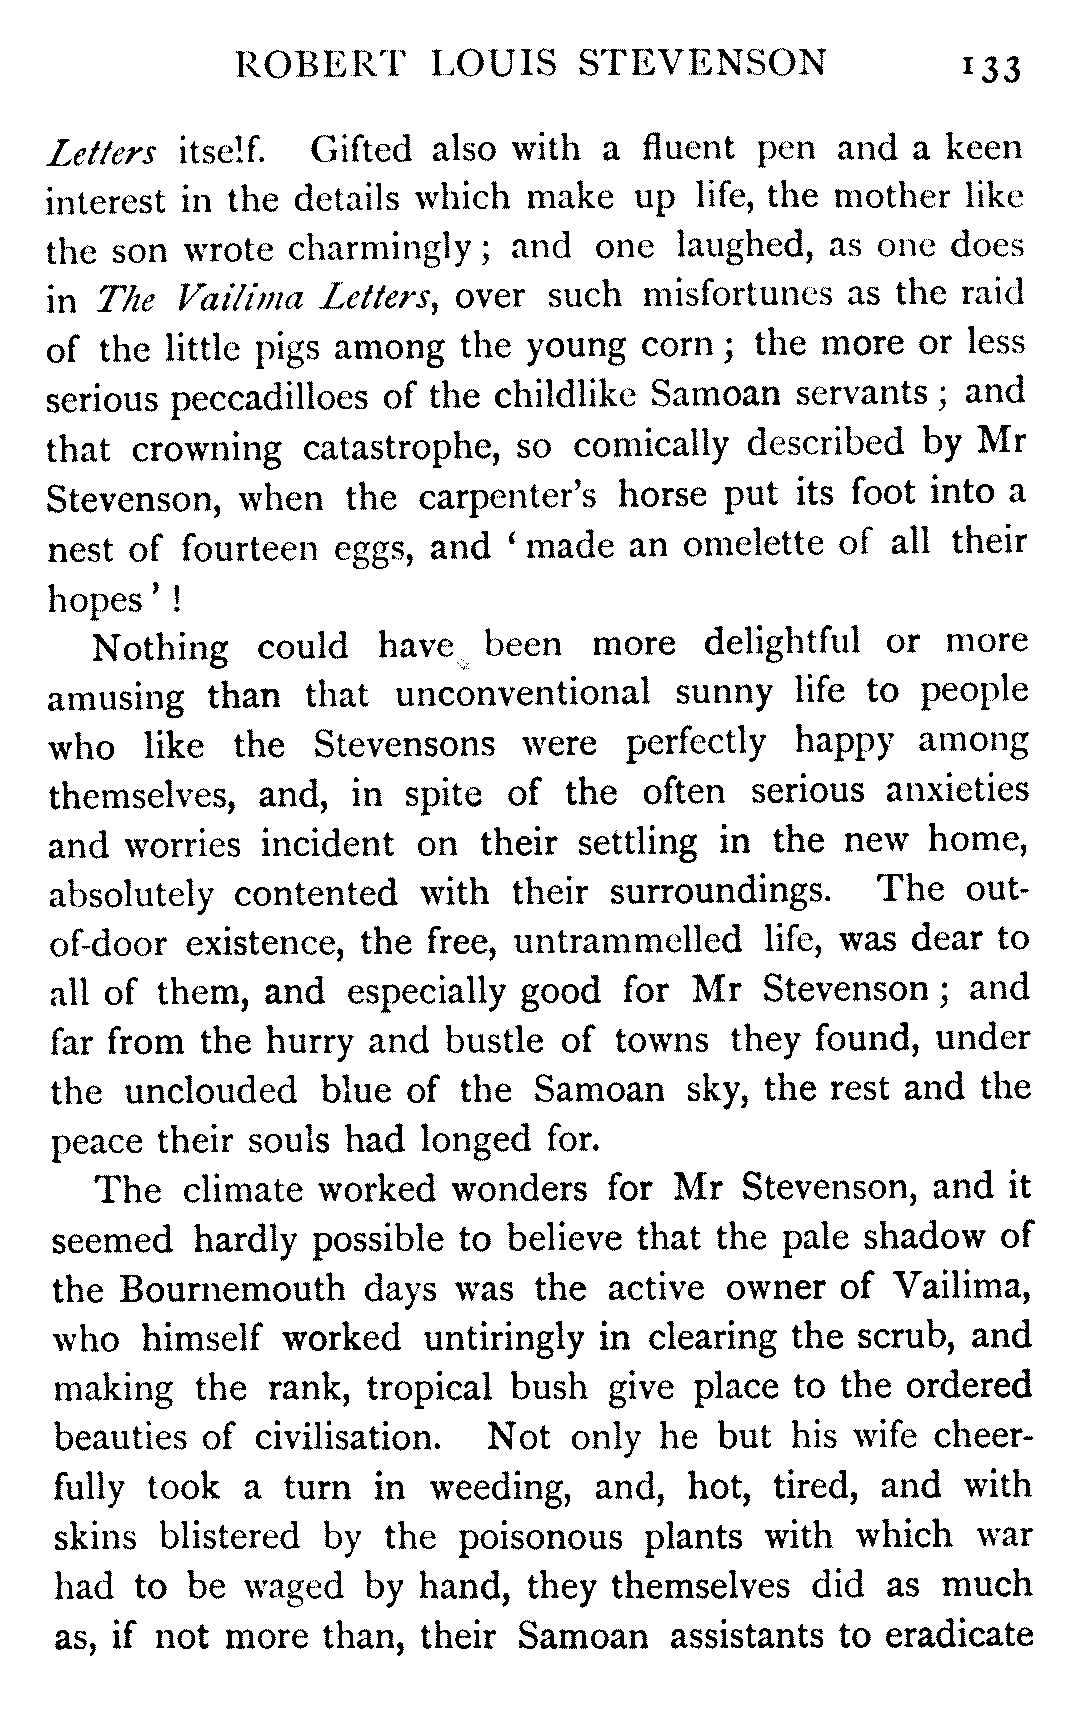 ROBERT LOUIS STEVENSON 133
Letters itself. Gifted also with a fluent pen and a keen
interest in the details which make up life, the mother like
the son wrote charmingly; and one laughed, as one does
in The Vailima Letters, over such misfortunes as the raid
of the little pigs among the young corn; the more or less
serious peccadilloes of the childlike Samoan servants; and
that crowning catastrophe, so comically described by Mr
Stevenson, when the carpenter's horse put its foot into a
nest of fourteen eggs, and ‘made an omelette of all their
hopes’!
Nothing could have been more delightful or more
amusing than that unconventional sunny life to people
who like the Stevensons were perfectly happy among
themselves, and, in spite of the often serious anxieties
and worries incident on their settling in the new home,
absolutely contented with their surroundings. The out-
of-door existence, the free, untrammelled life, was dear to
all of them, and especially good for Mr Stevenson; and
far from the hurry and bustle of towns they found, under
the unclouded blue of the Samoan sky, the rest and the
peace their souls had longed for.
The climate worked wonders for Mr Stevenson, and it
seemed hardly possible to believe that the pale shadow of
the Bournemouth days was the active owner of Vailima,
who himself worked untiringly in clearing the scrub, and
making the rank, tropical bush give place to the ordered
beauties of civilisation. Not only he but his wife cheer-
fully took a turn in weeding, and, hot, tired, and with
skins blistered by the poisonous plants with which war
had to be waged by hand, they themselves did as much
as, if not more than, their Samoan assistants to eradicate